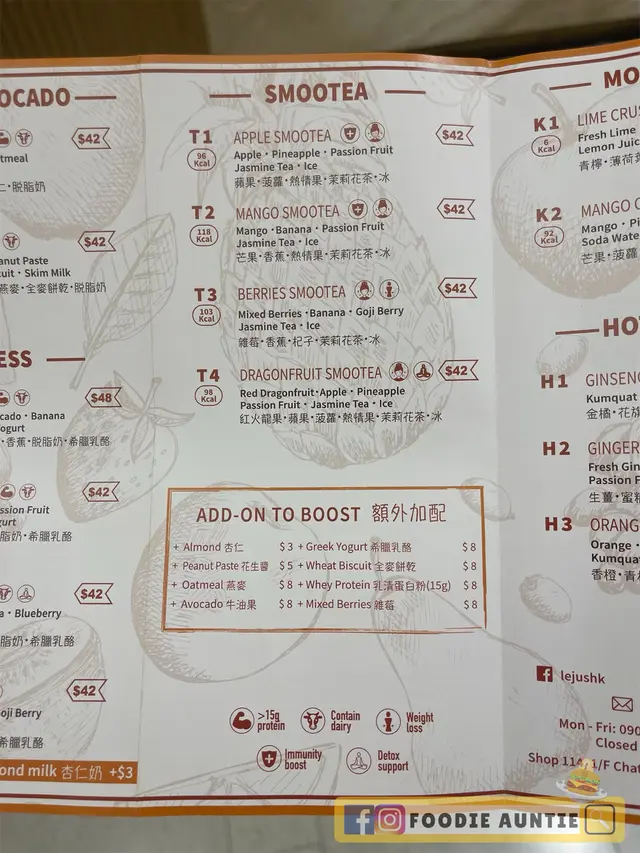 OCADO
$42
tmeal
仁·脱脂奶
$42
anut Paste
cuit · Skim Milk
燕麥·全麥餅乾·脱脂奶
ESS
$48
cado · Banana
ogurt
·香蕉·脱脂奶·希臘乳酪
$42
ssion Fruit
gurt
脂奶·希臘乳酪
$42
a · Blueberry
脂奶·希臘乳酪
$42
oji Berry
希臘乳酪
ond milk 杏仁奶 +$3
SMOOTEA
T1 APPLE SMOOTEA $42
96 Kcal
Apple · Pineapple · Passion Fruit
Jasmine Tea · Ice
蘋果·菠蘿·熱情果·茉莉花茶·冰
T2 MANGO SMOOTEA $42
118 Kcal
Mango · Banana · Passion Fruit
Jasmine Tea · Ice
芒果·香蕉·熱情果·茉莉花茶·冰
T3 BERRIES SMOOTEA $42
103 Kcal
Mixed Berries · Banana · Goji Berry
Jasmine Tea · Ice
雜莓·香蕉·杞子·茉莉花茶·冰
T4 DRAGONFRUIT SMOOTEA $42
98 Kcal
Red Dragonfruit · Apple · Pineapple
Passion Fruit · Jasmine Tea · Ice
紅火龍果·蘋果·菠蘿·熱情果·茉莉花茶·冰
ADD-ON TO BOOST 額外加配
+ Almond 杏仁 $3 + Greek Yogurt 希臘乳酪 $8
+ Peanut Paste 花生醬 $5 + Wheat Biscuit 全麥餅乾 $8
+ Oatmeal 燕麥 $8 + Whey Protein 乳清蛋白粉(15g) $8
+ Avocado 牛油果 $8 + Mixed Berries 雜莓 $8
>15g protein
Contain dairy
Weight loss
Immunity boost
Detox support
MO
K1 LIME CRUS
6 Kcal
Fresh Lime
Lemon Juic
青檸·薄荷
K2 MANGO
92 Kcal
Mango · Pi
Soda Wate
芒果·菠蘿
HO
H1 GINSENG
Kumquat
金橘·花旗
H2 GINGER
Fresh Gin
Passion F
生薑·蜜糖
H3 ORANG
Orange ·
Kumquat
香橙·青檸
lejushk
Mon - Fri: 090
Closed
Shop 114
1/F Chat
FOODIE AUNTIE